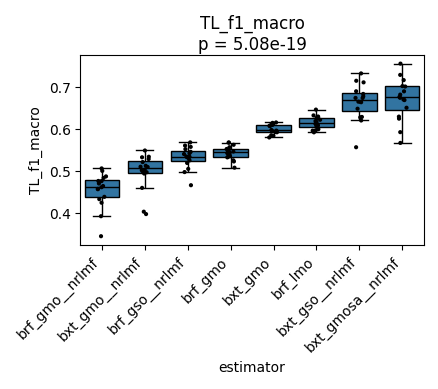 TL_f1_macro
p = 5.08e-19
TL_f1_macro
0.7
0.6
0.5
0.4
brf_gmo__nrlmf
bxt_gmo__nrlmf
brf_gso__nrlmf
brf_gmo
bxt_gmo
brf_lmo
bxt_gso__nrlmf
bxt_gmosa__nrlmf
estimator